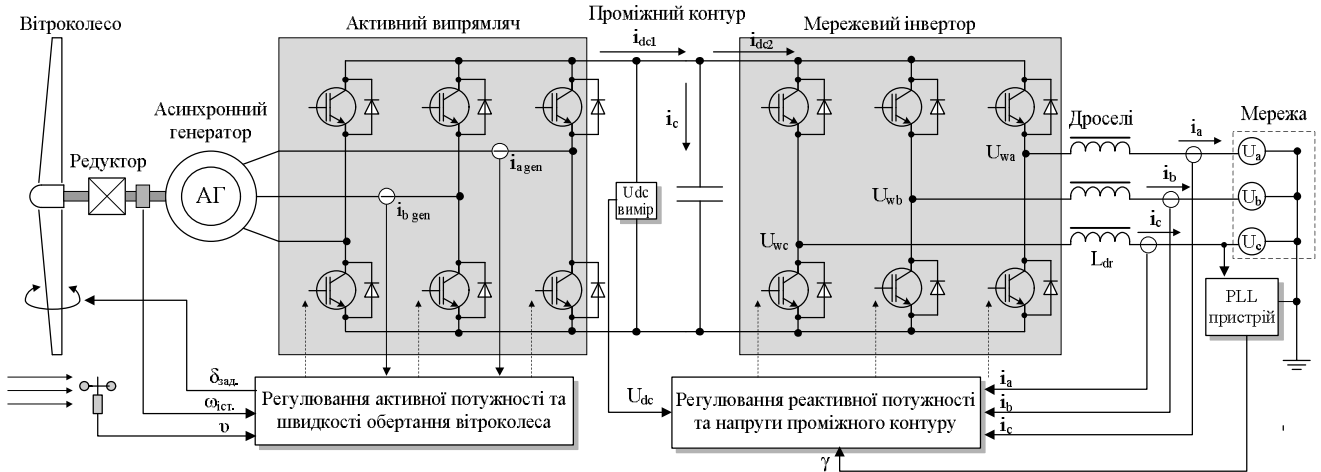 Вітроколесо
Активний випрямляч
Проміжний контур
Мережевий інвертор
i_dc1
i_dc2
Асинхронний
генератор
Редуктор
АГ
i_a gen
i_b gen
i_c
Udc
вимір
U_wa
U_wb
U_wc
Дроселі
L_dr
i_a
i_b
i_c
Мережа
U_a
U_b
U_c
PLL
пристрій
δ_зад.
ω_іст.
υ
Регулювання активної потужності та
швидкості обертання вітроколеса
U_dc
Регулювання реактивної потужності
та напруги проміжного контуру
i_a
i_b
i_c
γ